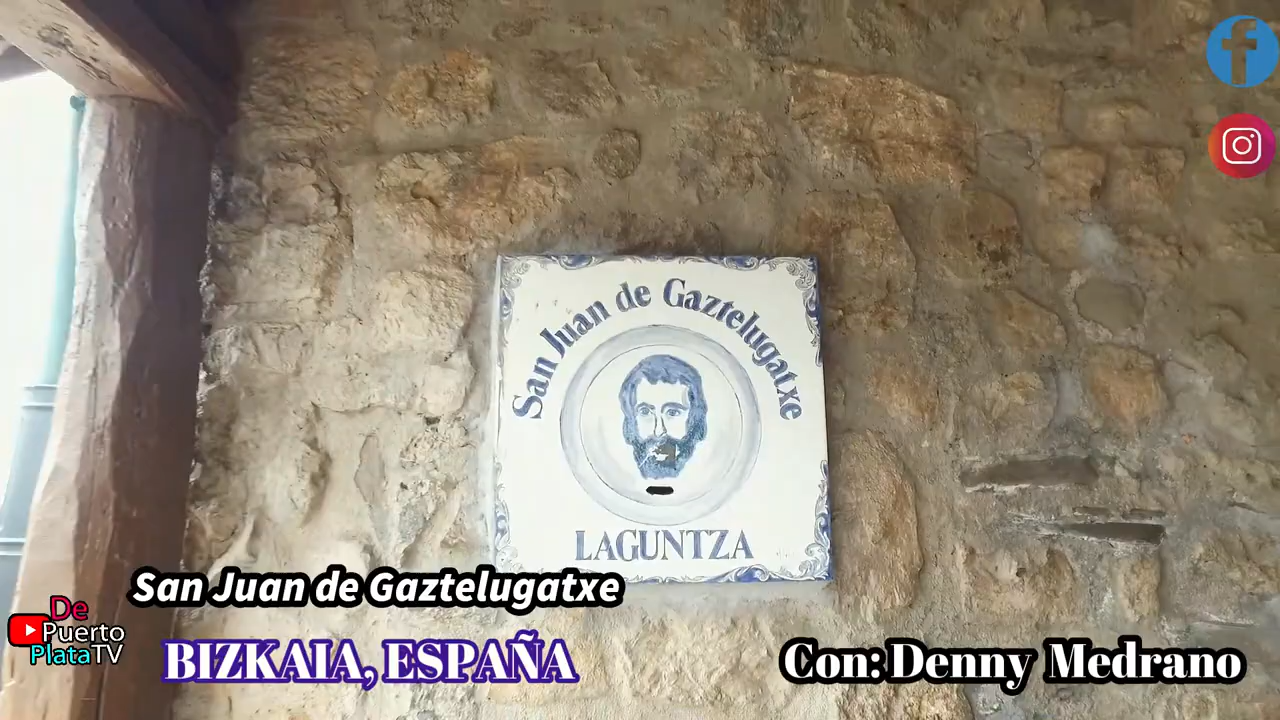 San Juan de Gaztelugatxe
LAGUNTZA
San Juan de Gaztelugatxe
De
Puerto
PlataTV
BIZKAIA, ESPAÑA
Con: Denny Medrano